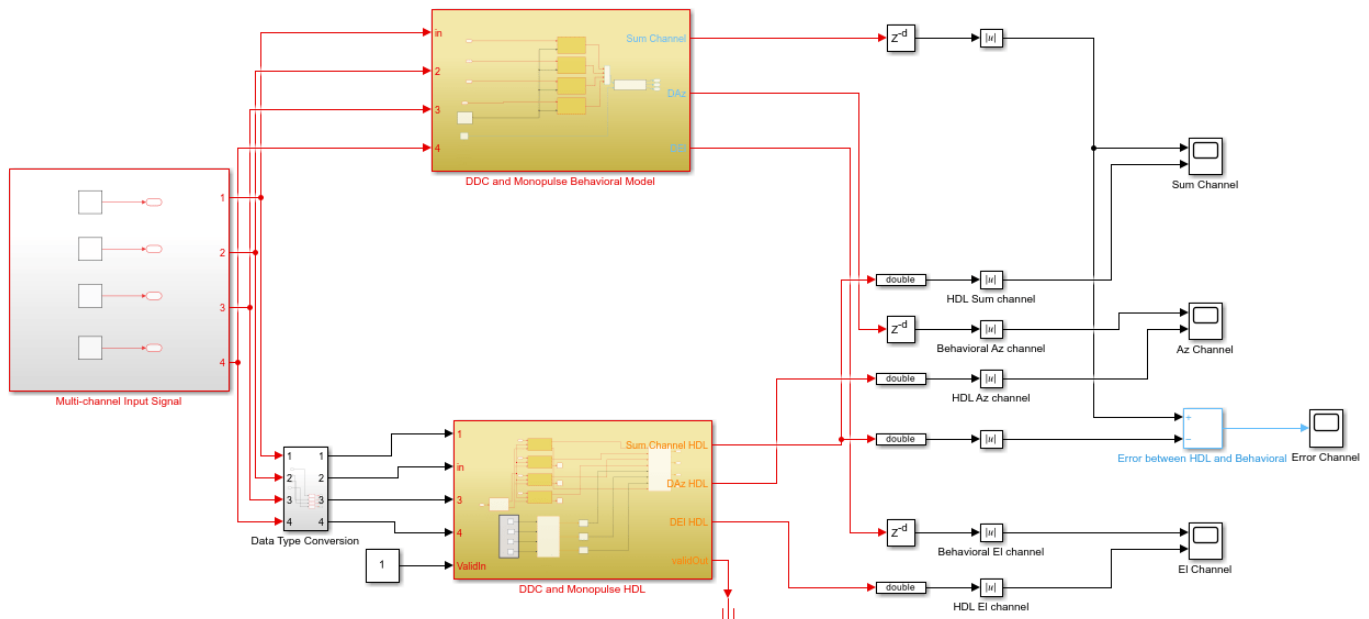 in
2
3
4
Sum Channel
DAz
DEI
DDC and Monopulse Behavioral Model
z-d
|u|
Sum Channel
1
2
3
4
Multi-channel Input Signal
double
|u|
HDL Sum channel
z-d
|u|
Behavioral Az channel
Az Channel
double
|u|
HDL Az channel
1
2
3
4
1
2
3
4
Data Type Conversion
1
1
in
3
4
ValidIn
Sum Channel HDL
DAz HDL
DEI HDL
validOut
DDC and Monopulse HDL
double
|u|
+
−
Error between HDL and Behavioral
Error Channel
z-d
|u|
Behavioral El channel
El Channel
double
|u|
HDL El channel